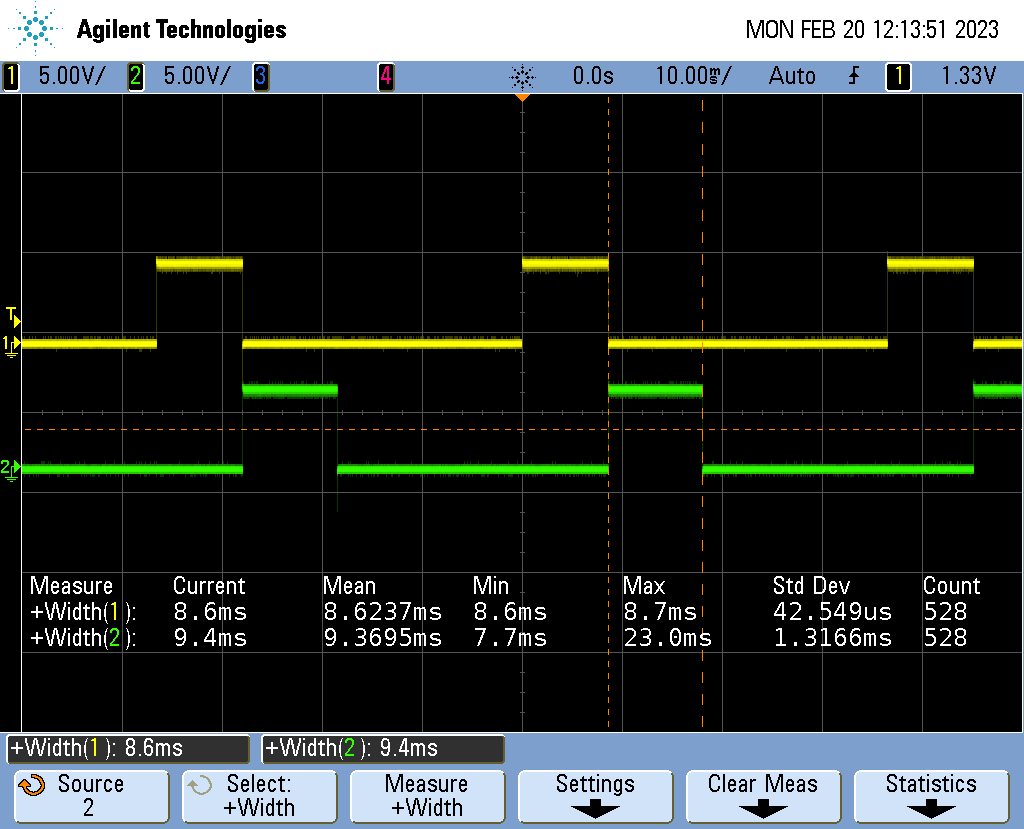 Agilent Technologies MON FEB 20 12:13:51 2023
1 5.00V/ 2 5.00V/ 3 4 0.0s 10.00ms/ Auto 1 1.33V
T
1
2
Measure Current Mean Min Max Std Dev Count
+Width(1): 8.6ms 8.6237ms 8.6ms 8.7ms 42.549us 528
+Width(2): 9.4ms 9.3695ms 7.7ms 23.0ms 1.3166ms 528
+Width(1): 8.6ms +Width(2): 9.4ms
Source Select: Measure Settings Clear Meas Statistics
2 +Width +Width